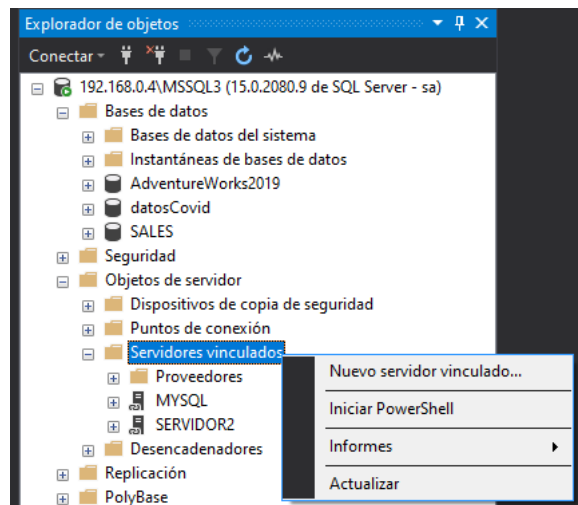 Explorador de objetos
Conectar
192.168.0.4\MSSQL3 (15.0.2080.9 de SQL Server - sa)
Bases de datos
Bases de datos del sistema
Instantáneas de bases de datos
AdventureWorks2019
datosCovid
SALES
Seguridad
Objetos de servidor
Dispositivos de copia de seguridad
Puntos de conexión
Servidores vinculados
Proveedores
MYSQL
SERVIDOR2
Desencadenadores
Replicación
PolyBase
Nuevo servidor vinculado...
Iniciar PowerShell
Informes
Actualizar